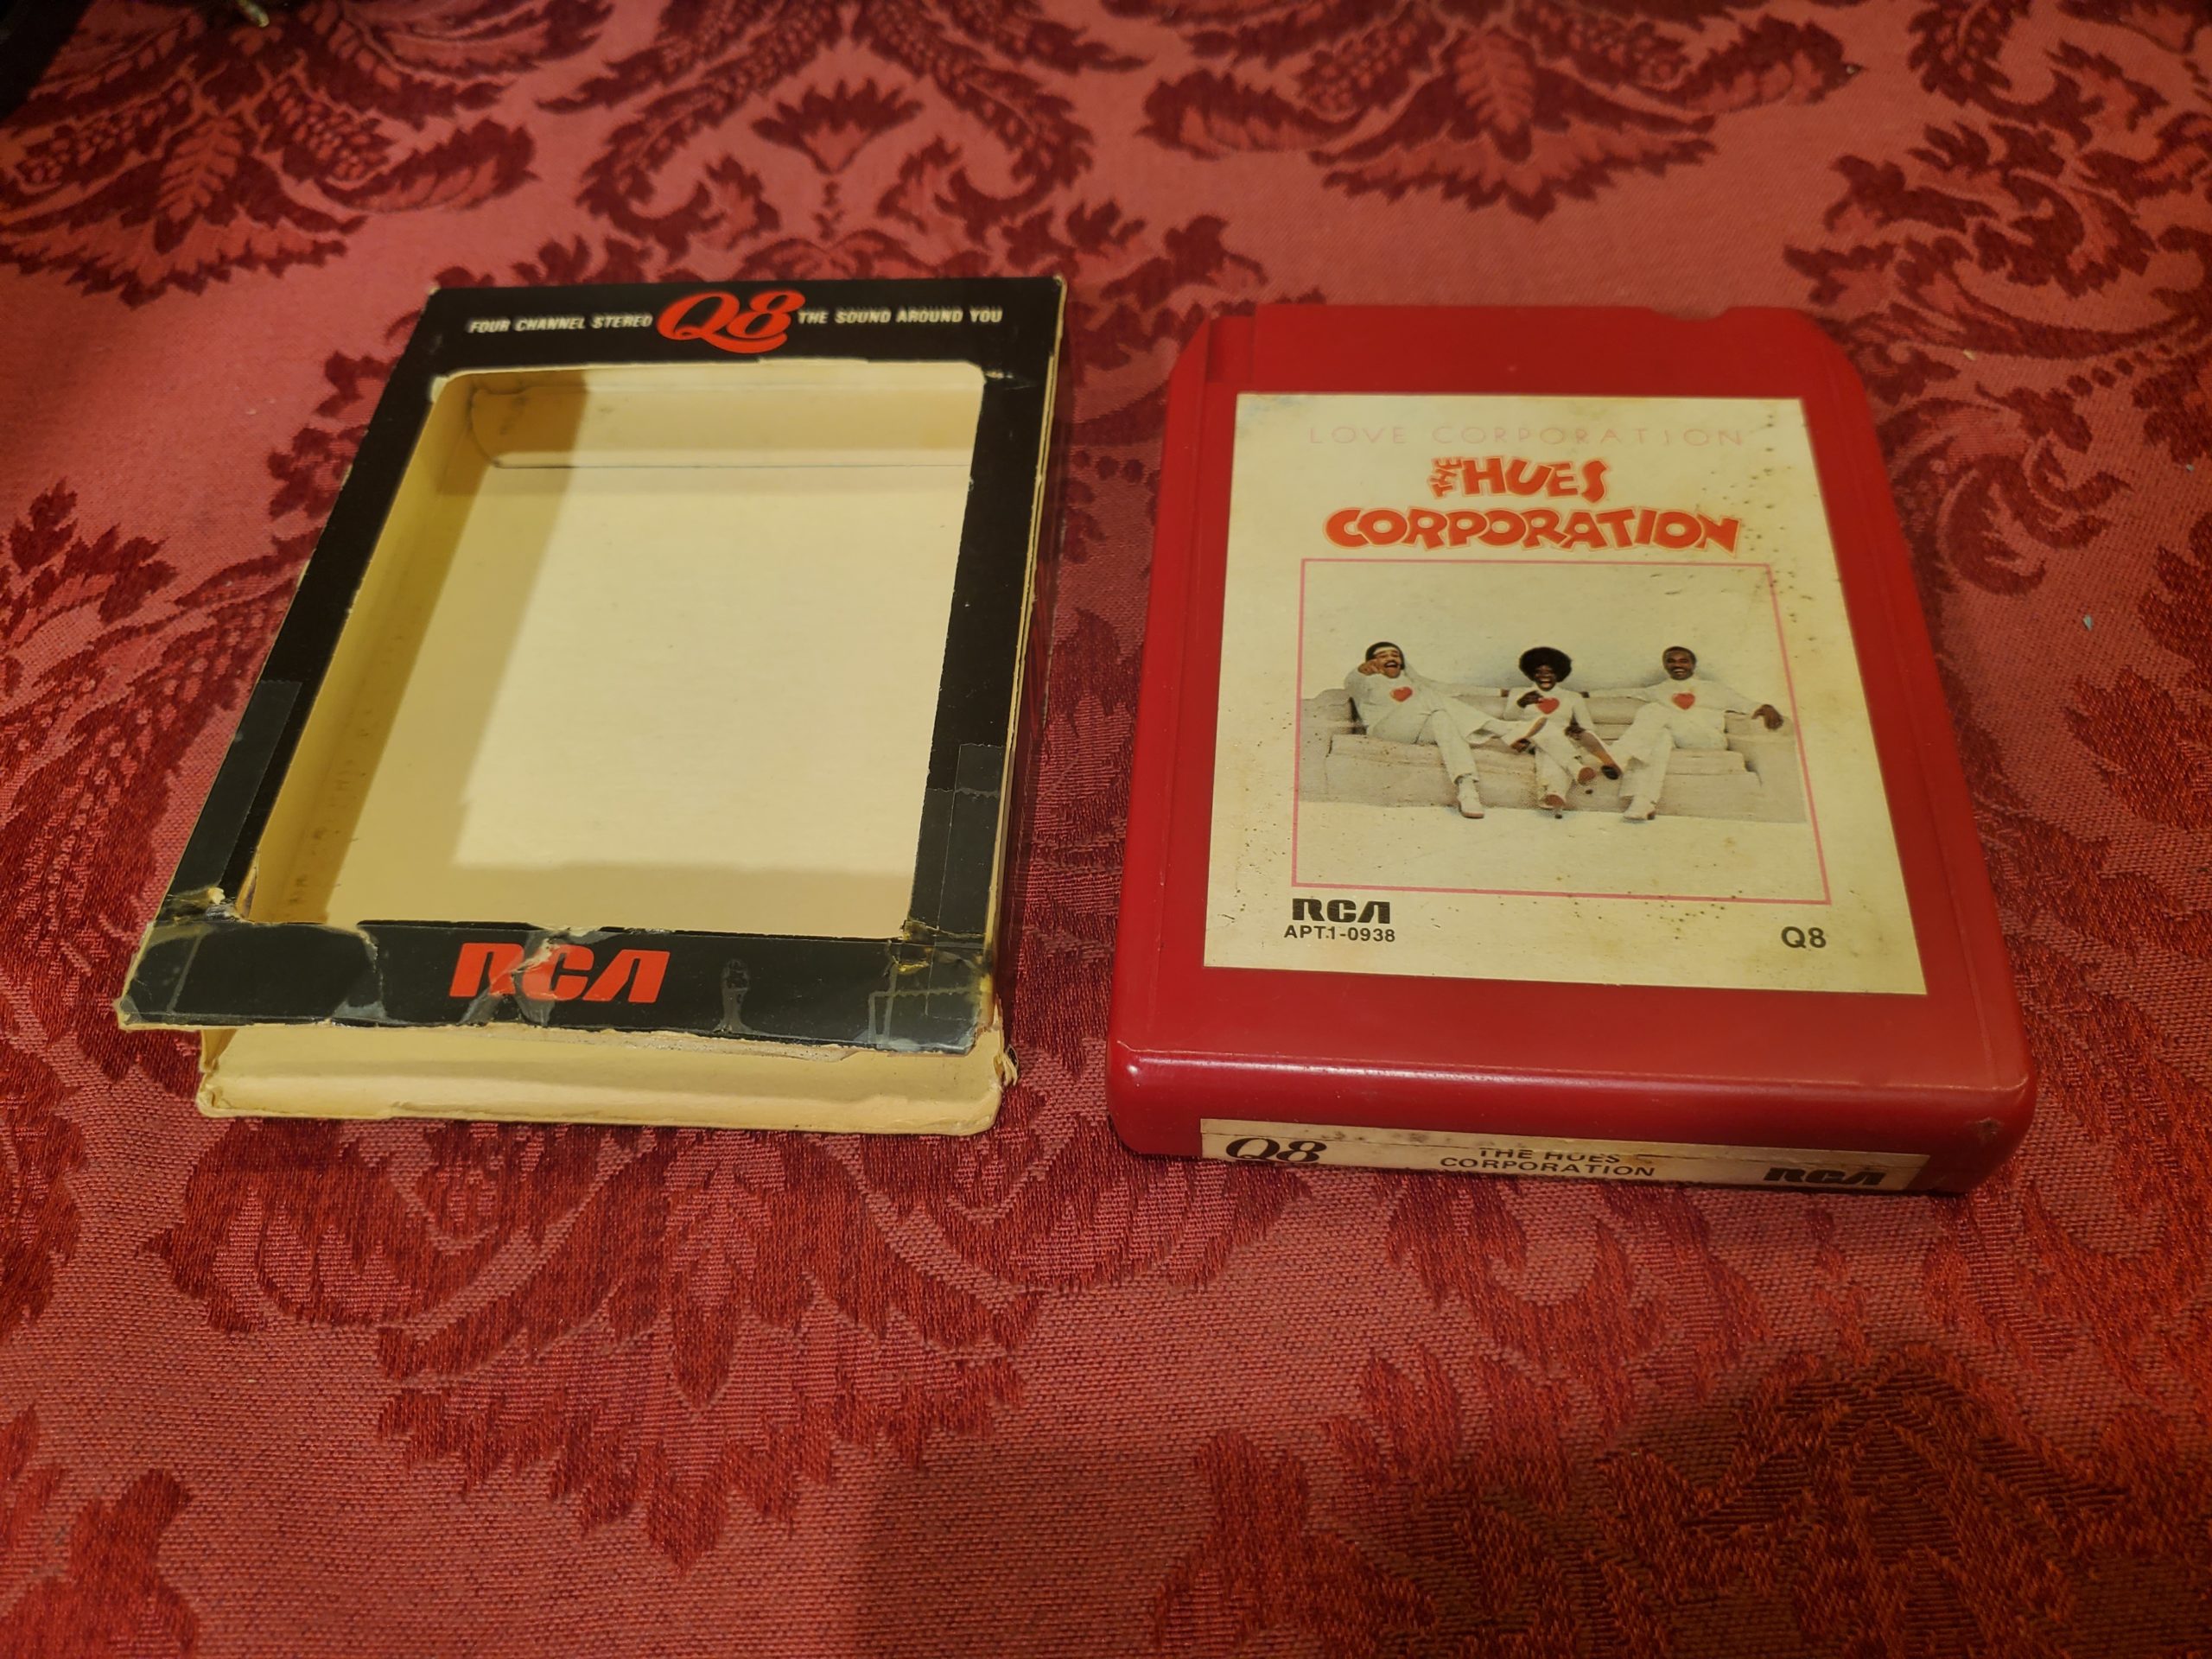 FOUR CHANNEL STEREO Q8 THE SOUND AROUND YOU
RCA
LOVE CORPORATION
THE HUES
CORPORATION
RCA
APT1-0938
Q8
Q8 THE HUES CORPORATION RCA